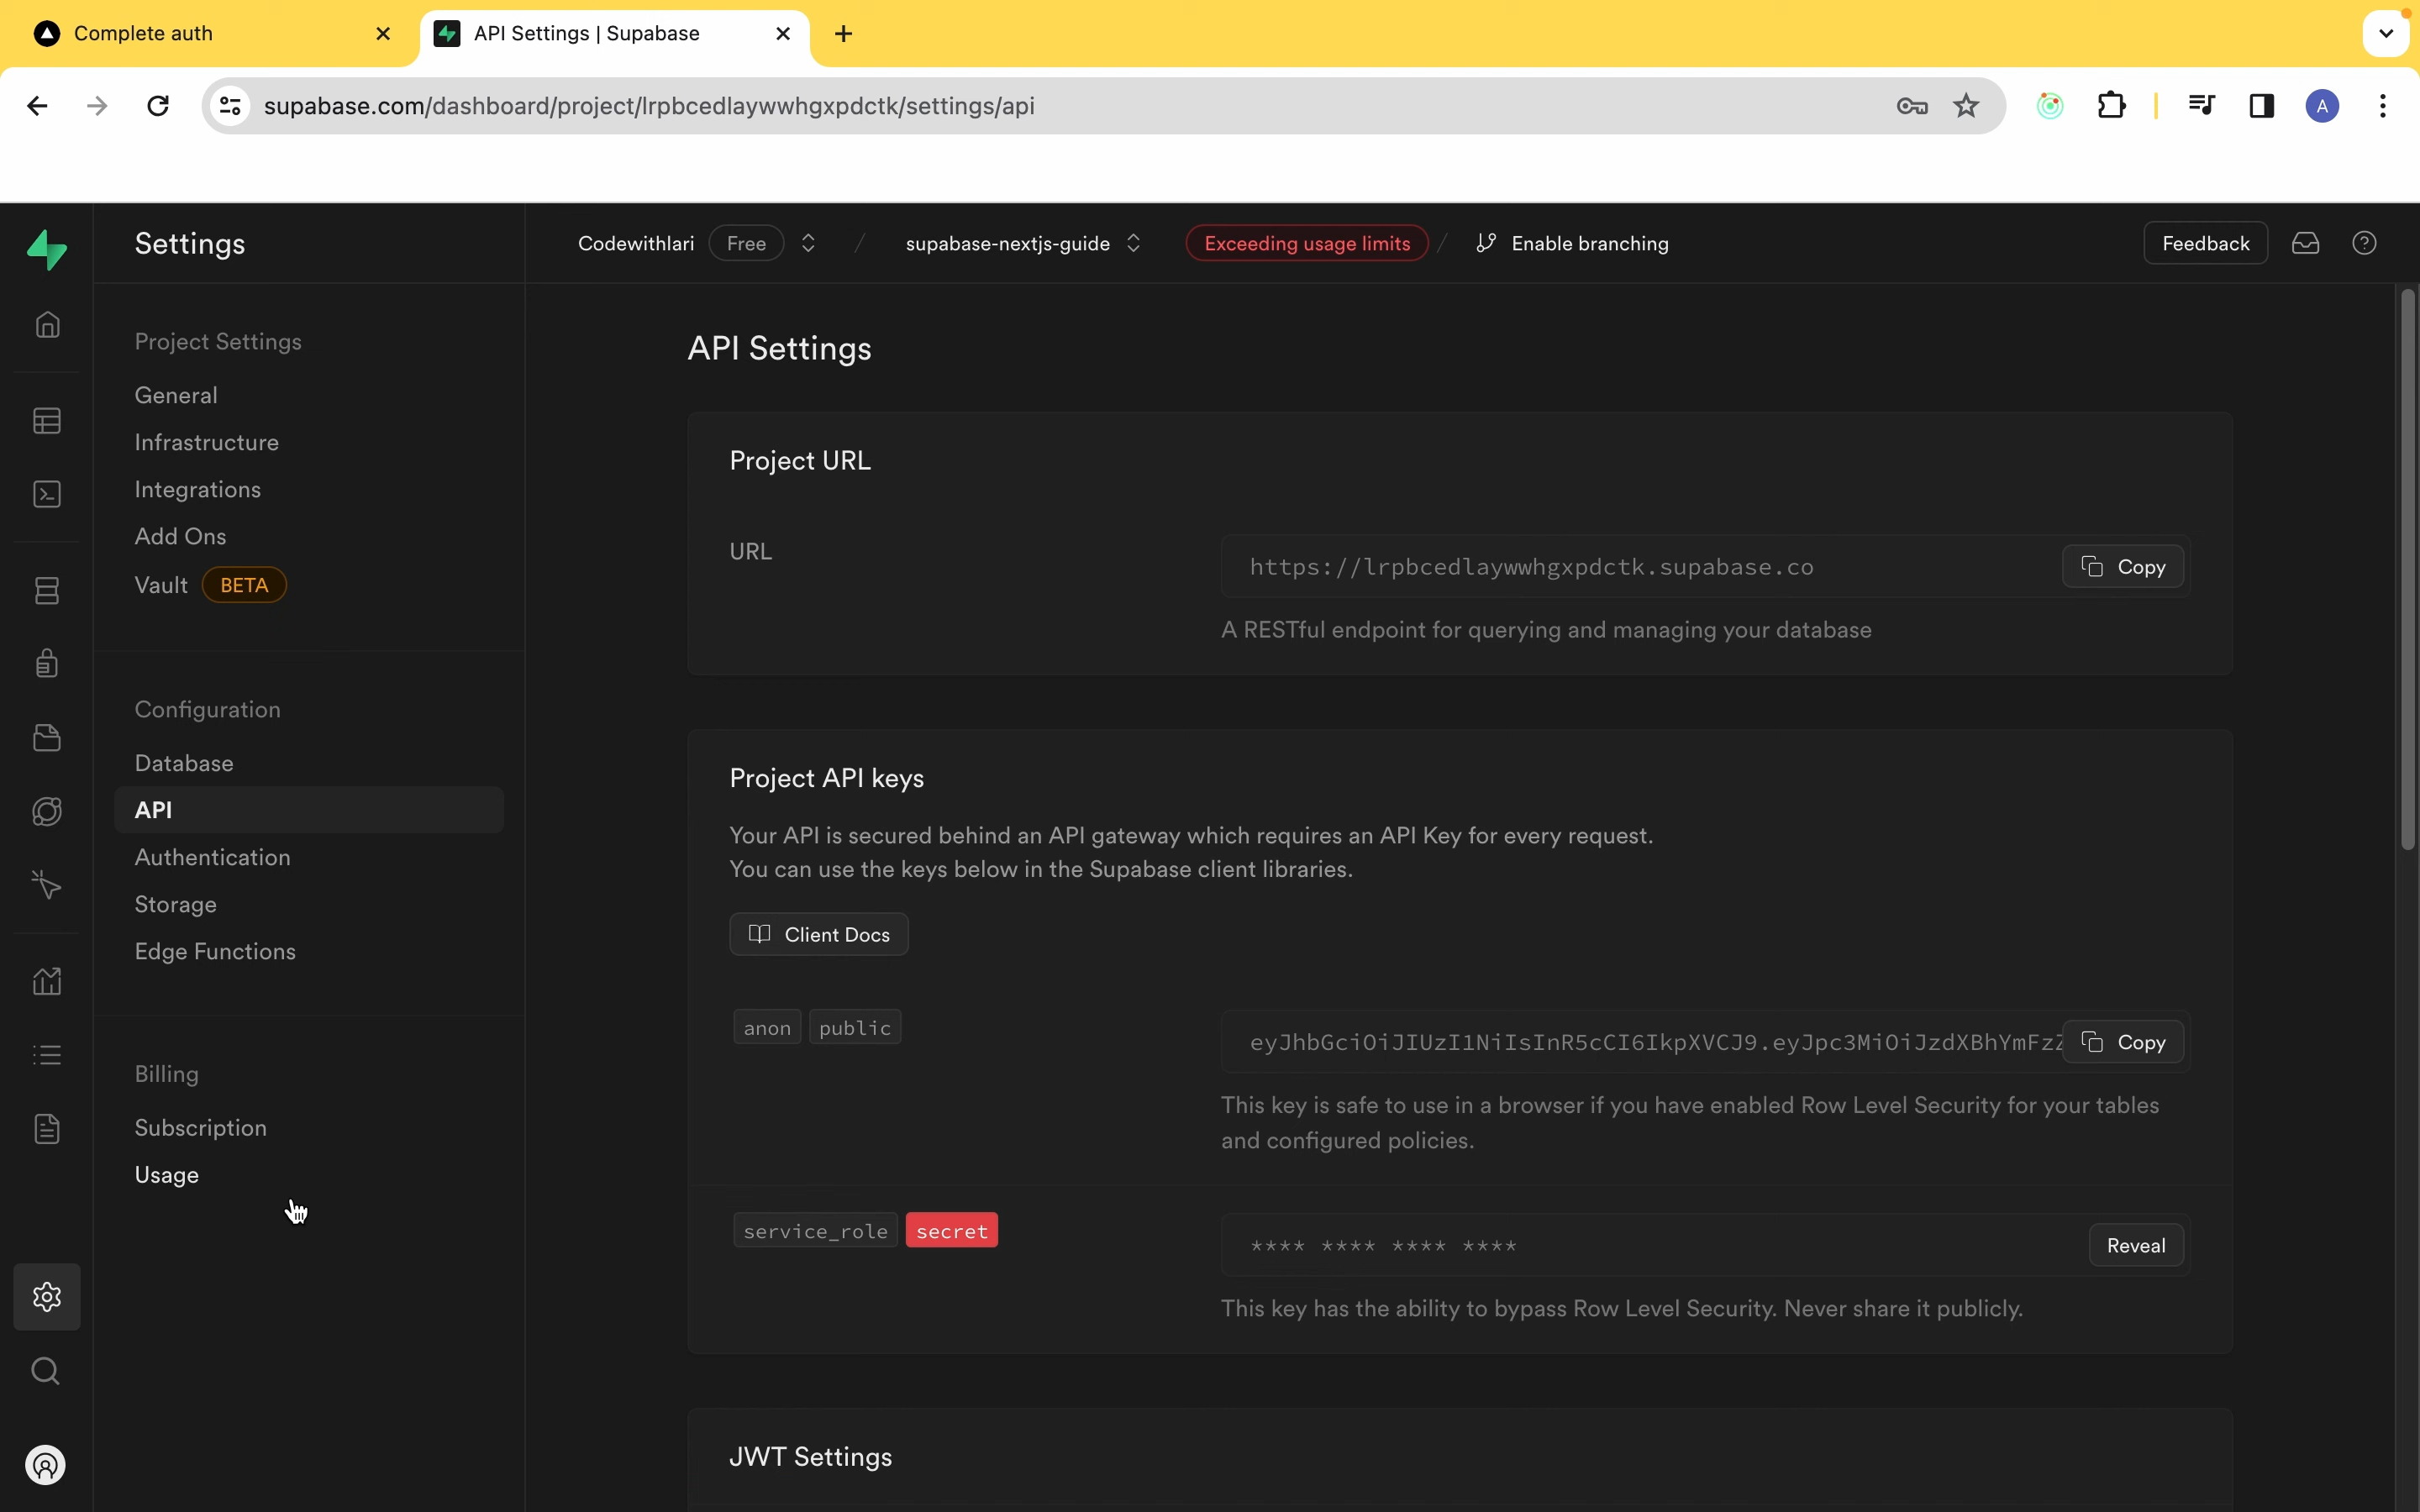 Complete auth
API Settings | Supabase
supabase.com/dashboard/project/lrpbcedlaywwhgxpdctk/settings/api
A
Settings
Codewithlari Free / supabase-nextjs-guide Exceeding usage limits / Enable branching
Feedback
Project Settings
General
Infrastructure
Integrations
Add Ons
Vault BETA
Configuration
Database
API
Authentication
Storage
Edge Functions
Billing
Subscription
Usage
API Settings
Project URL
URL
https://lrpbcedlaywwhgxpdctk.supabase.co
Copy
A RESTful endpoint for querying and managing your database
Project API keys
Your API is secured behind an API gateway which requires an API Key for every request.
You can use the keys below in the Supabase client libraries.
Client Docs
anon public
eyJhbGciOiJIUzI1NiIsInR5cCI6IkpXVCJ9.eyJpc3MiOiJzdXBhYmFzZ
Copy
This key is safe to use in a browser if you have enabled Row Level Security for your tables
and configured policies.
service_role secret
**** **** **** ****
Reveal
This key has the ability to bypass Row Level Security. Never share it publicly.
JWT Settings